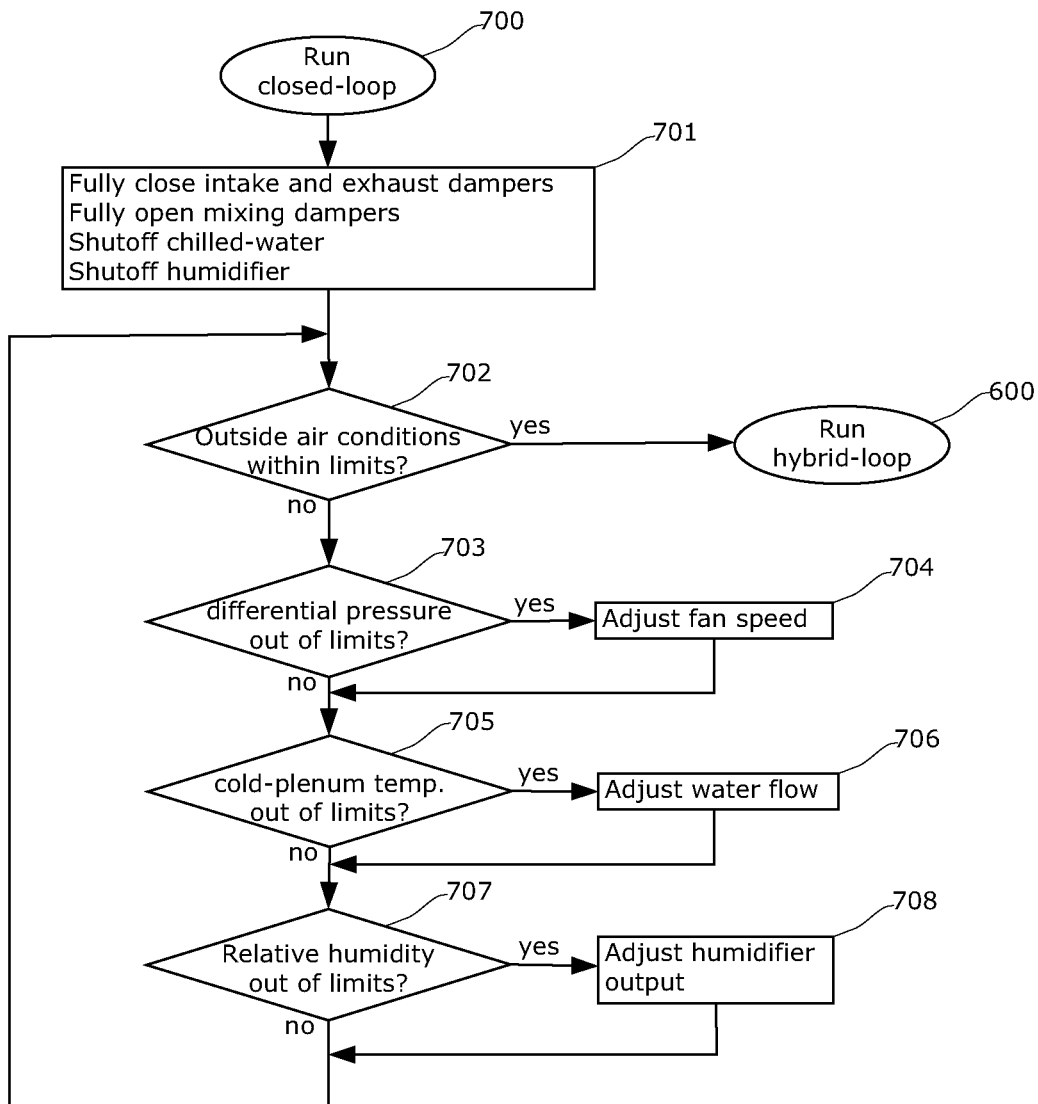 700
Run
closed-loop
701
Fully close intake and exhaust dampers
Fully open mixing dampers
Shutoff chilled-water
Shutoff humidifier
702
Outside air conditions
within limits?
yes
600
Run
hybrid-loop
no
703
differential pressure
out of limits?
yes
704
Adjust fan speed
no
705
cold-plenum temp.
out of limits?
yes
706
Adjust water flow
no
707
Relative humidity
out of limits?
yes
708
Adjust humidifier
output
no